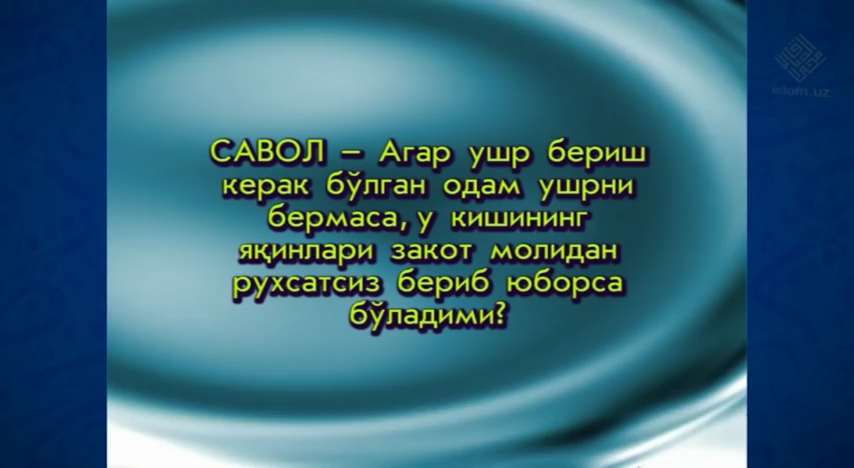 islom.uz
САВОЛ – Агар ушр бериш
керак бўлган одам ушрни
бермаса, у кишининг
яқинлари закот молидан
рухсатсиз бериб юборса
бўладими?